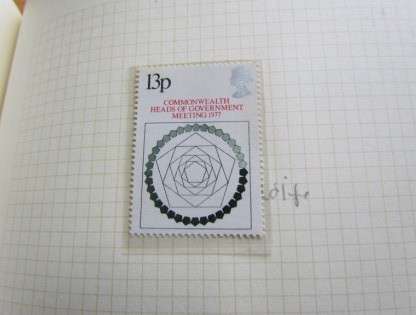 13p
COMMONWEALTH
HEADS OF GOVERNMENT
MEETING 1977